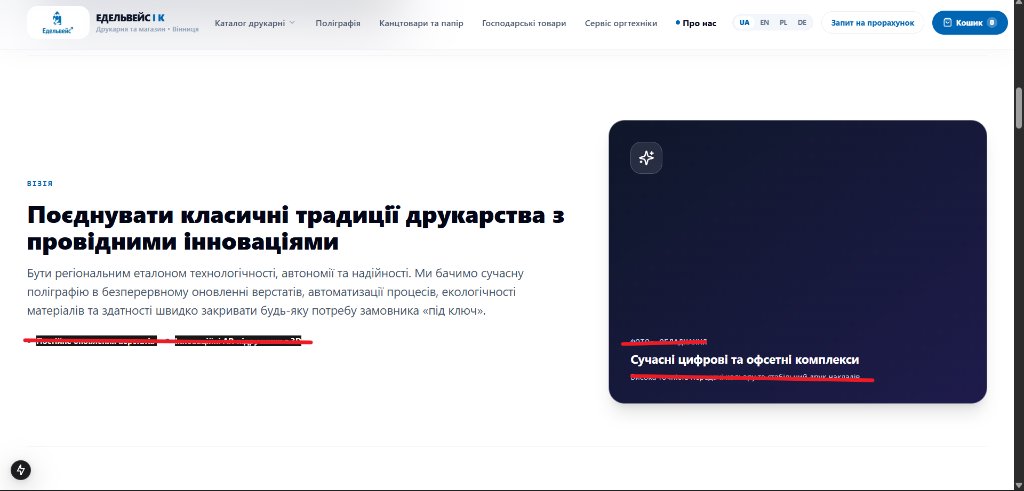 Едельвейс
ЕДЕЛЬВЕЙС І К
Друкарня та магазин • Вінниця
Каталог друкарні
Поліграфія
Канцтовари та папір
Господарські товари
Сервіс оргтехніки
Про нас
UA
EN
PL
DE
Запит на прорахунок
Кошик
0
ВІЗІЯ
Поєднувати класичні традиції друкарства з
провідними інноваціями
Бути регіональним еталоном технологічності, автономії та надійності. Ми бачимо сучасну
поліграфію в безперервному оновленні верстатів, автоматизації процесів, екологічності
матеріалів та здатності швидко закривати будь-яку потребу замовника «під ключ».
Сучасні цифрові та офсетні комплекси